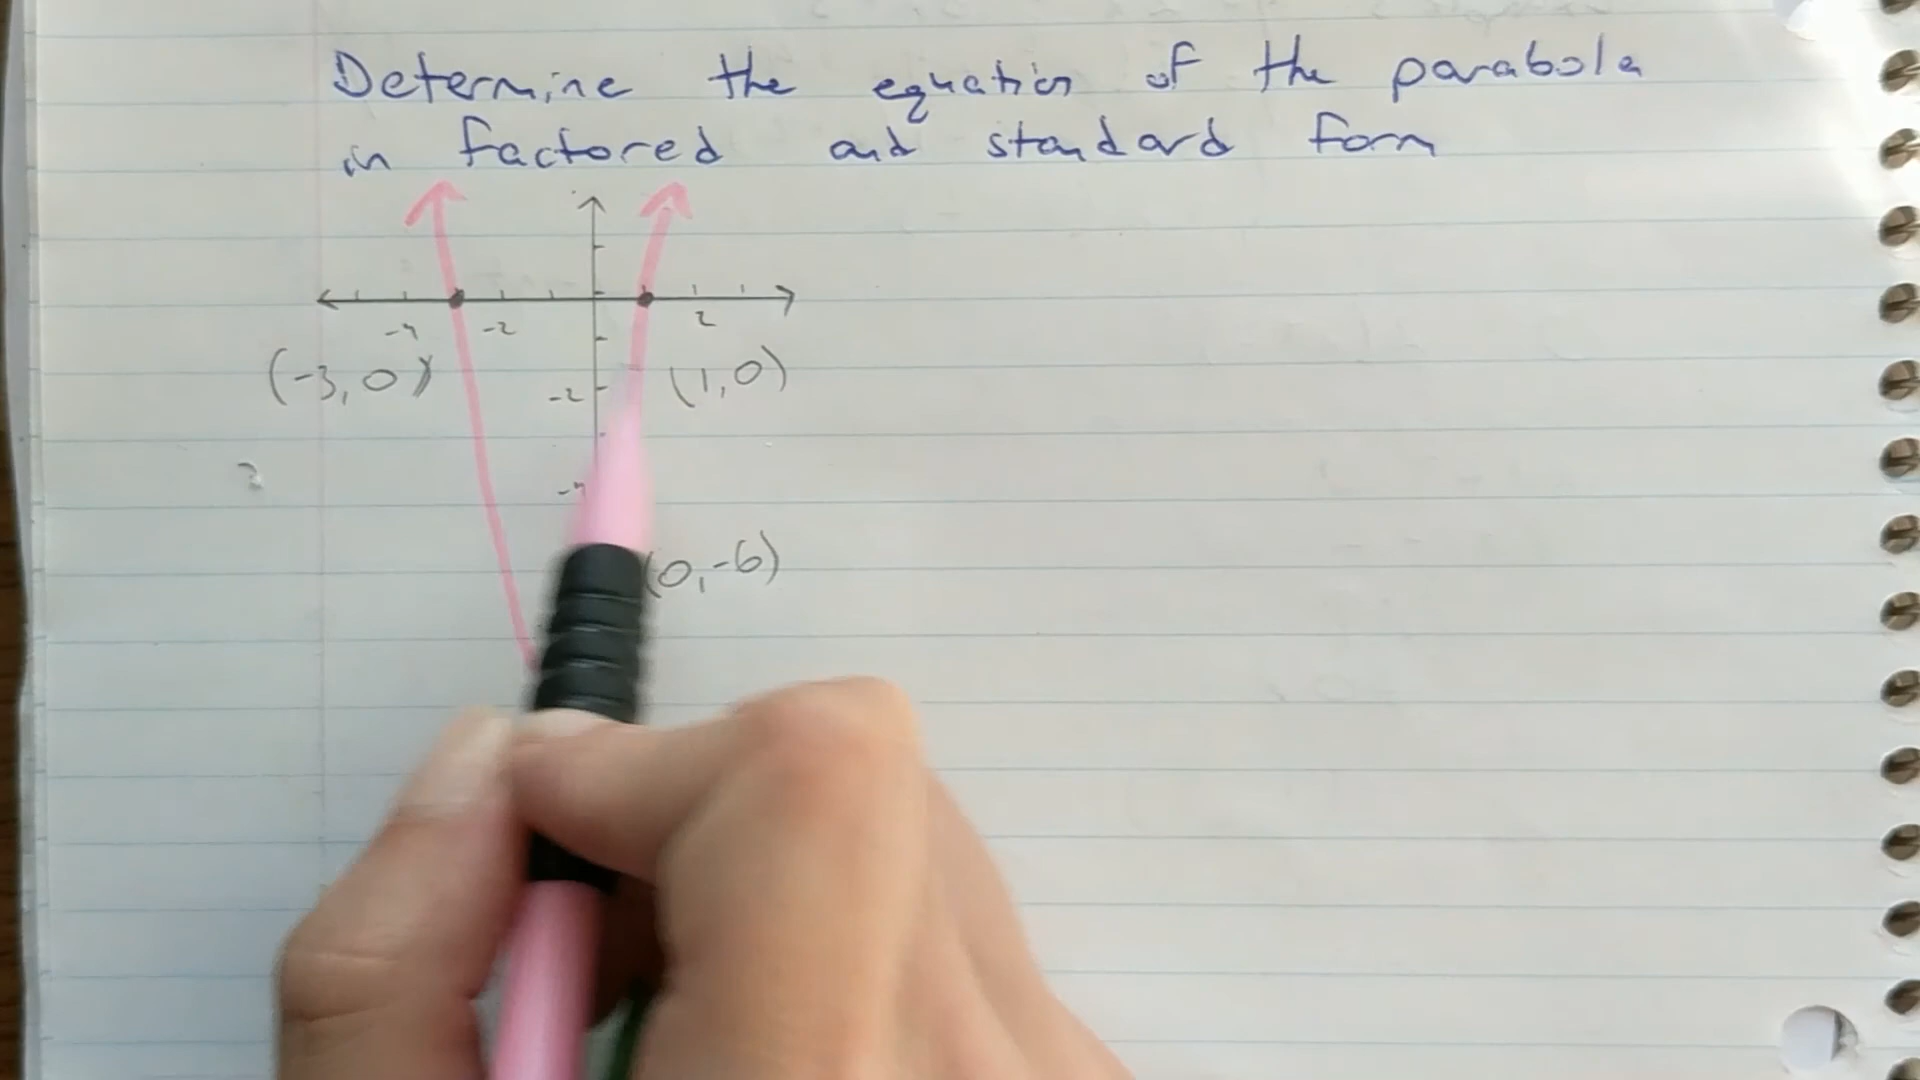 Determine the equation of the parabola
in factored and standard form
-4 -2 2
(-3,0) (1,0)
-2
-4
(0,-6)